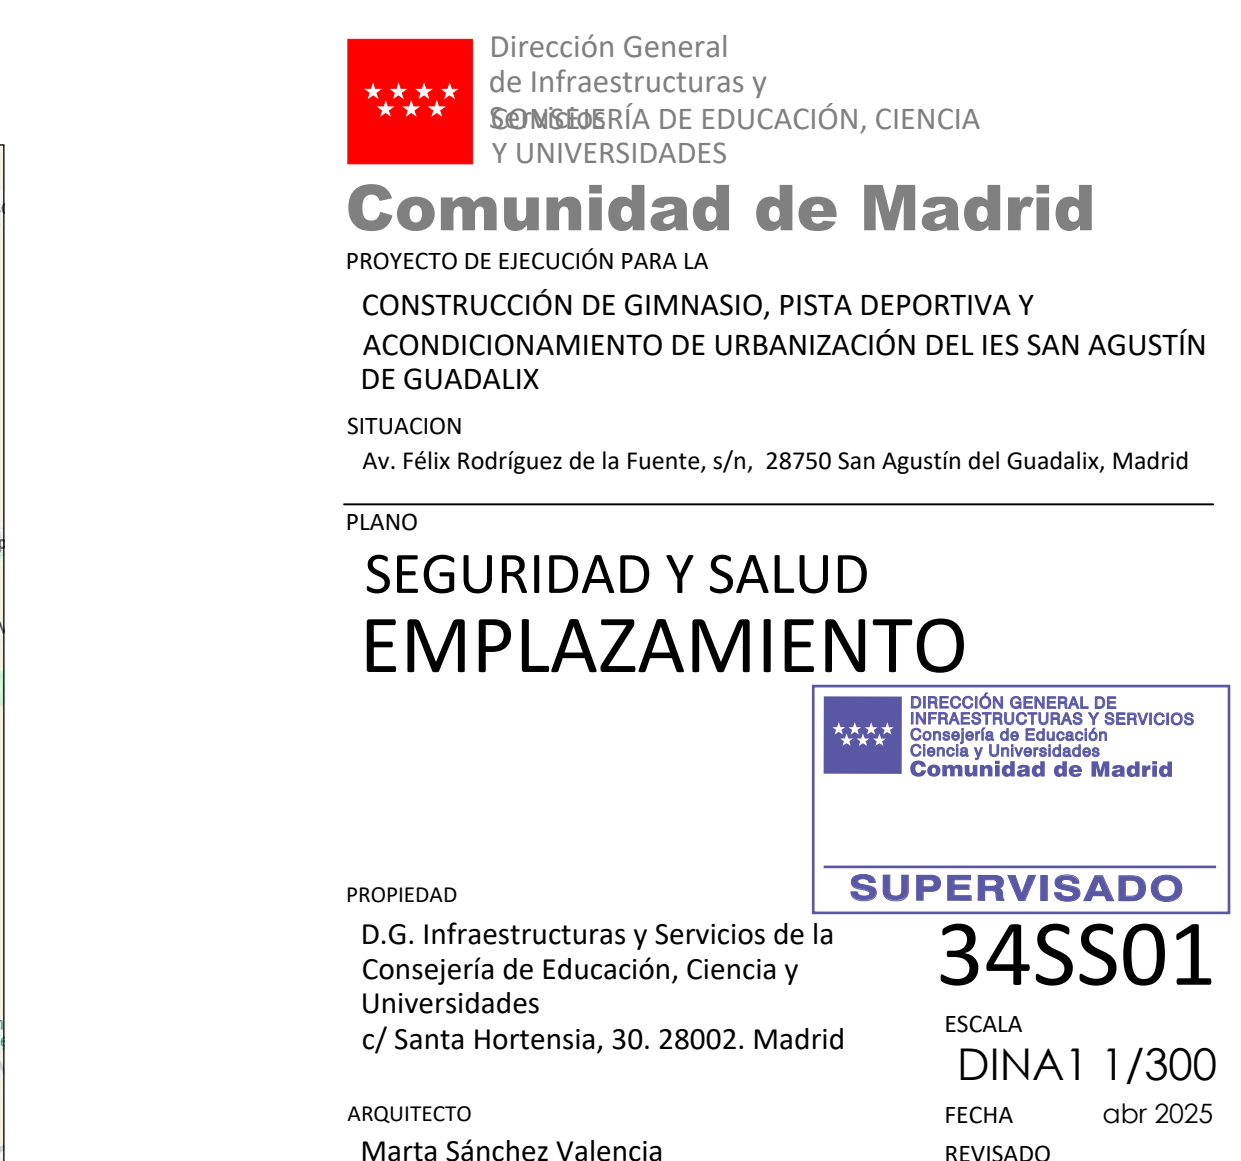 Dirección General
de Infraestructuras y
Servicios
CONSEJERÍA DE EDUCACIÓN, CIENCIA
Y UNIVERSIDADES
Comunidad de Madrid
PROYECTO DE EJECUCIÓN PARA LA
CONSTRUCCIÓN DE GIMNASIO, PISTA DEPORTIVA Y
ACONDICIONAMIENTO DE URBANIZACIÓN DEL IES SAN AGUSTÍN
DE GUADALIX
SITUACION
Av. Félix Rodríguez de la Fuente, s/n, 28750 San Agustín del Guadalix, Madrid
PLANO
SEGURIDAD Y SALUD
EMPLAZAMIENTO
DIRECCIÓN GENERAL DE
INFRAESTRUCTURAS Y SERVICIOS
Consejería de Educación
Ciencia y Universidades
Comunidad de Madrid
SUPERVISADO
PROPIEDAD
D.G. Infraestructuras y Servicios de la
Consejería de Educación, Ciencia y
Universidades
c/ Santa Hortensia, 30. 28002. Madrid
34SS01
ESCALA
DINA1 1/300
FECHA abr 2025
REVISADO
ARQUITECTO
Marta Sánchez Valencia